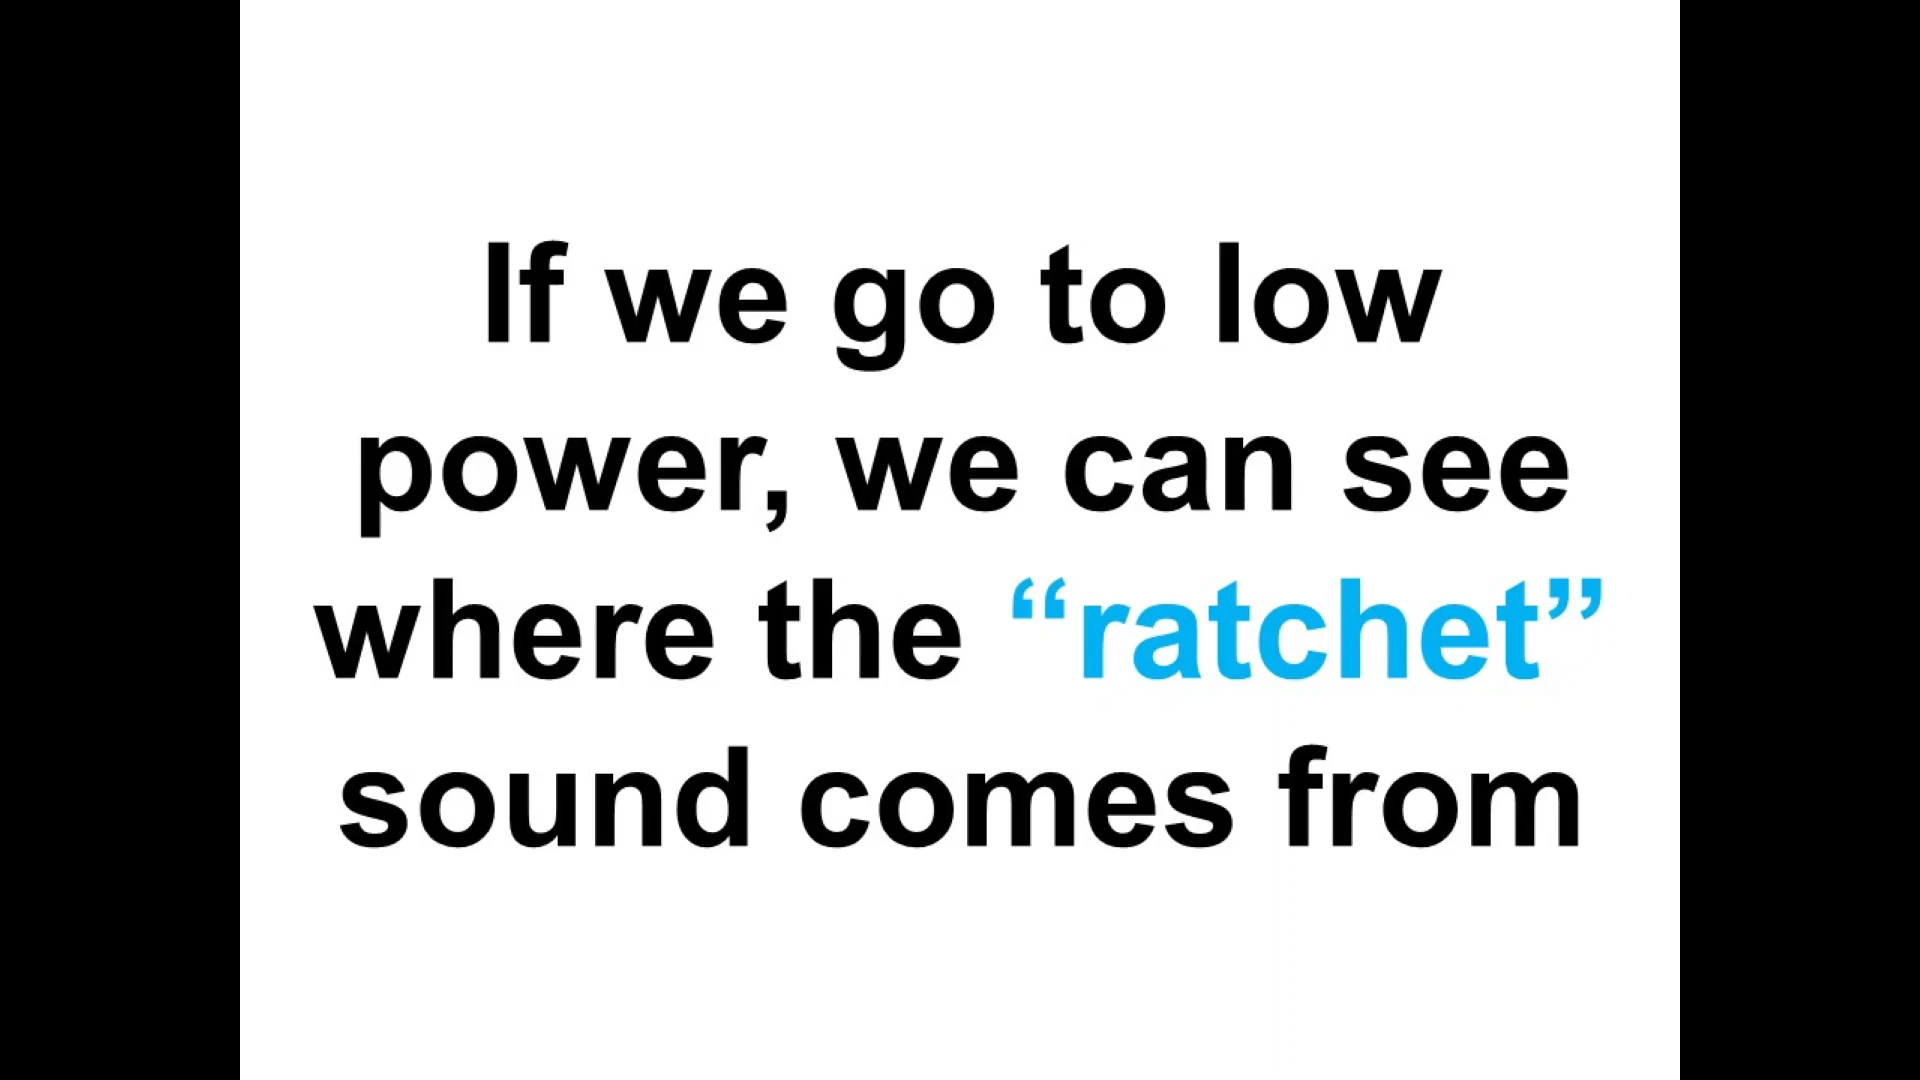 If we go to low
power, we can see
where the “ratchet”
sound comes from